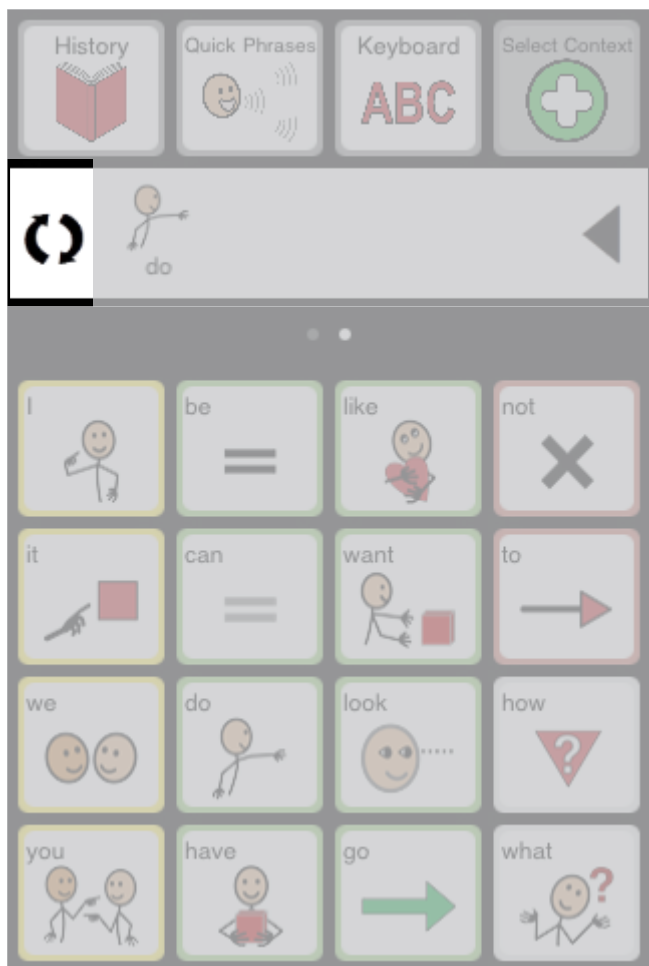 History Quick Phrases Keyboard Select Context
ABC
do
I be like not
it can want to
we do look how
?
you have go what
?